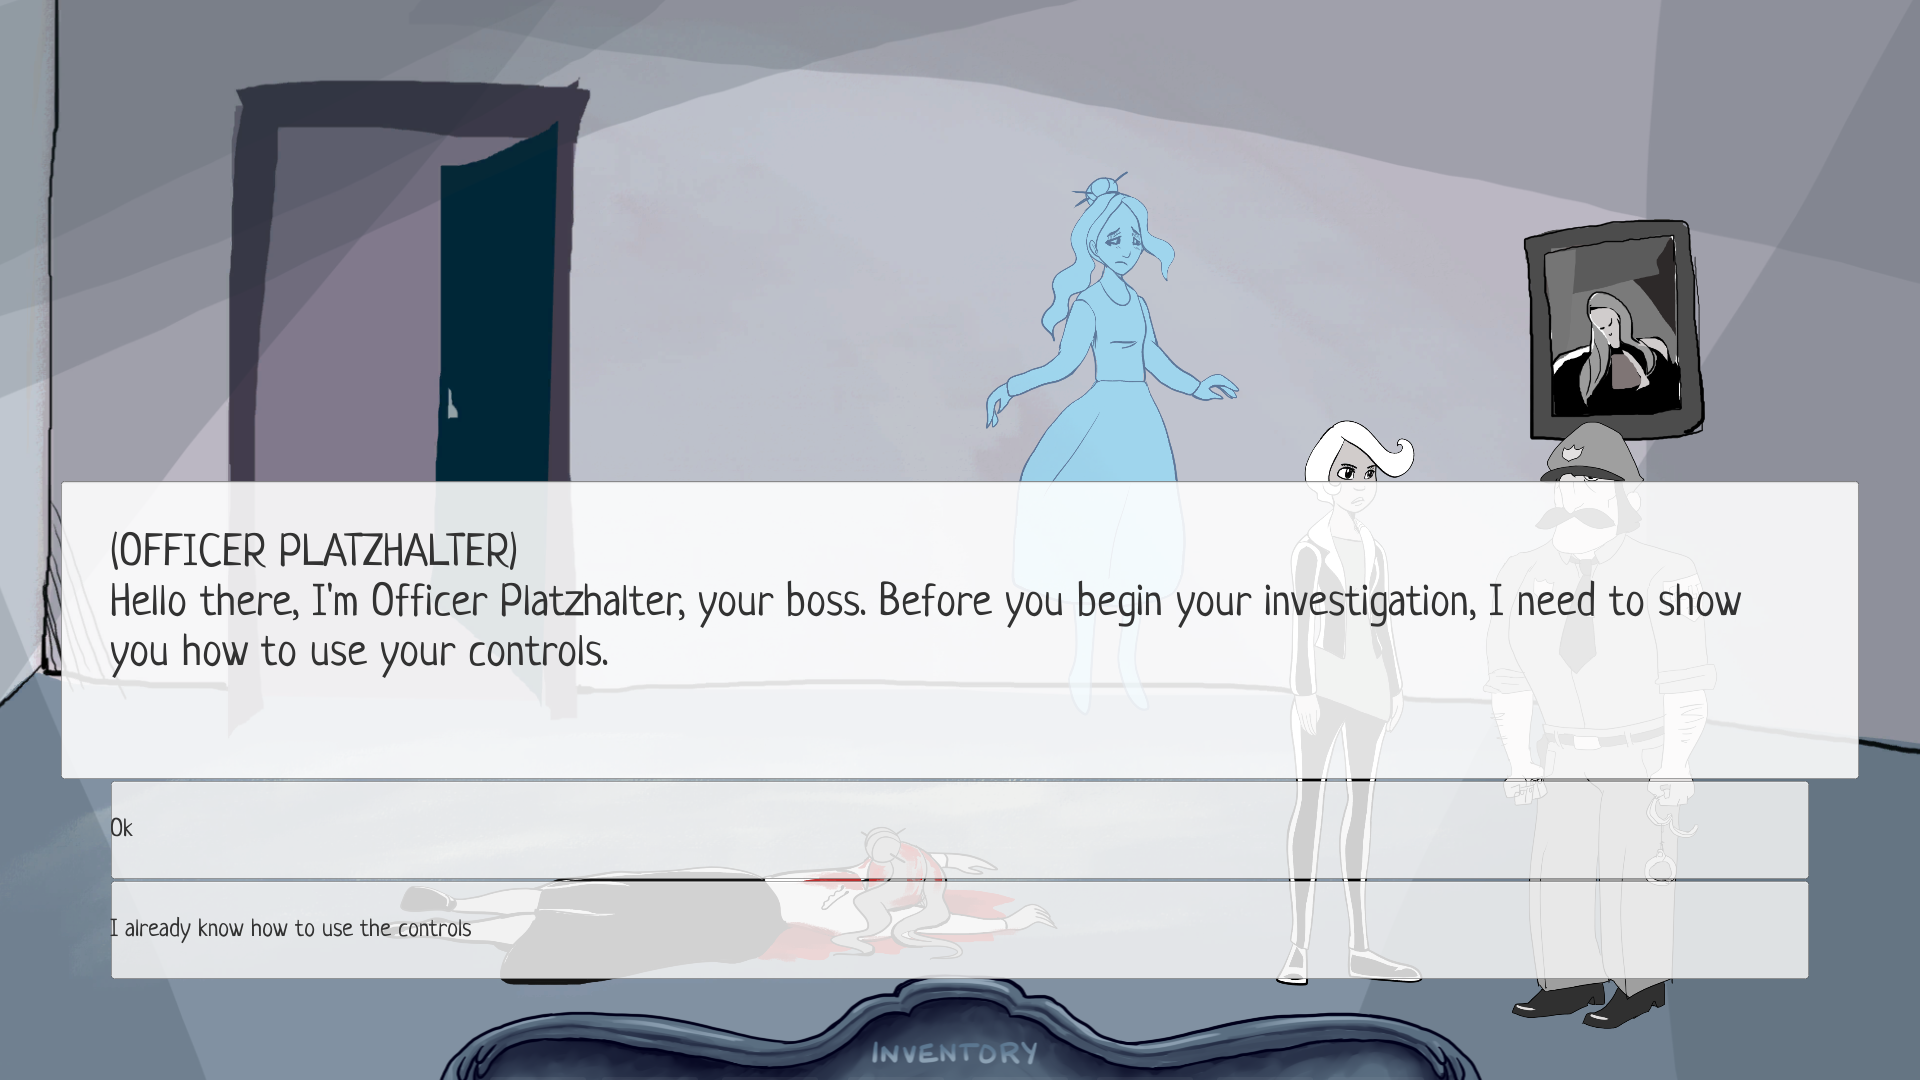 (OFFICER PLATZHALTER)
Hello there, I'm Officer Platzhalter, your boss. Before you begin your investigation, I need to show
you how to use your controls.
Ok
I already know how to use the controls
INVENTORY